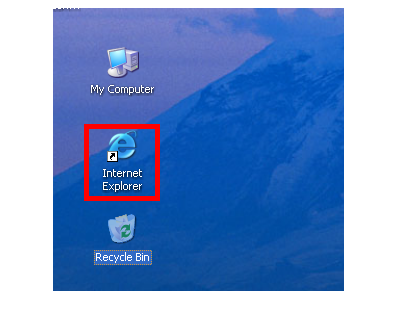 My Computer
Internet
Explorer
Recycle Bin